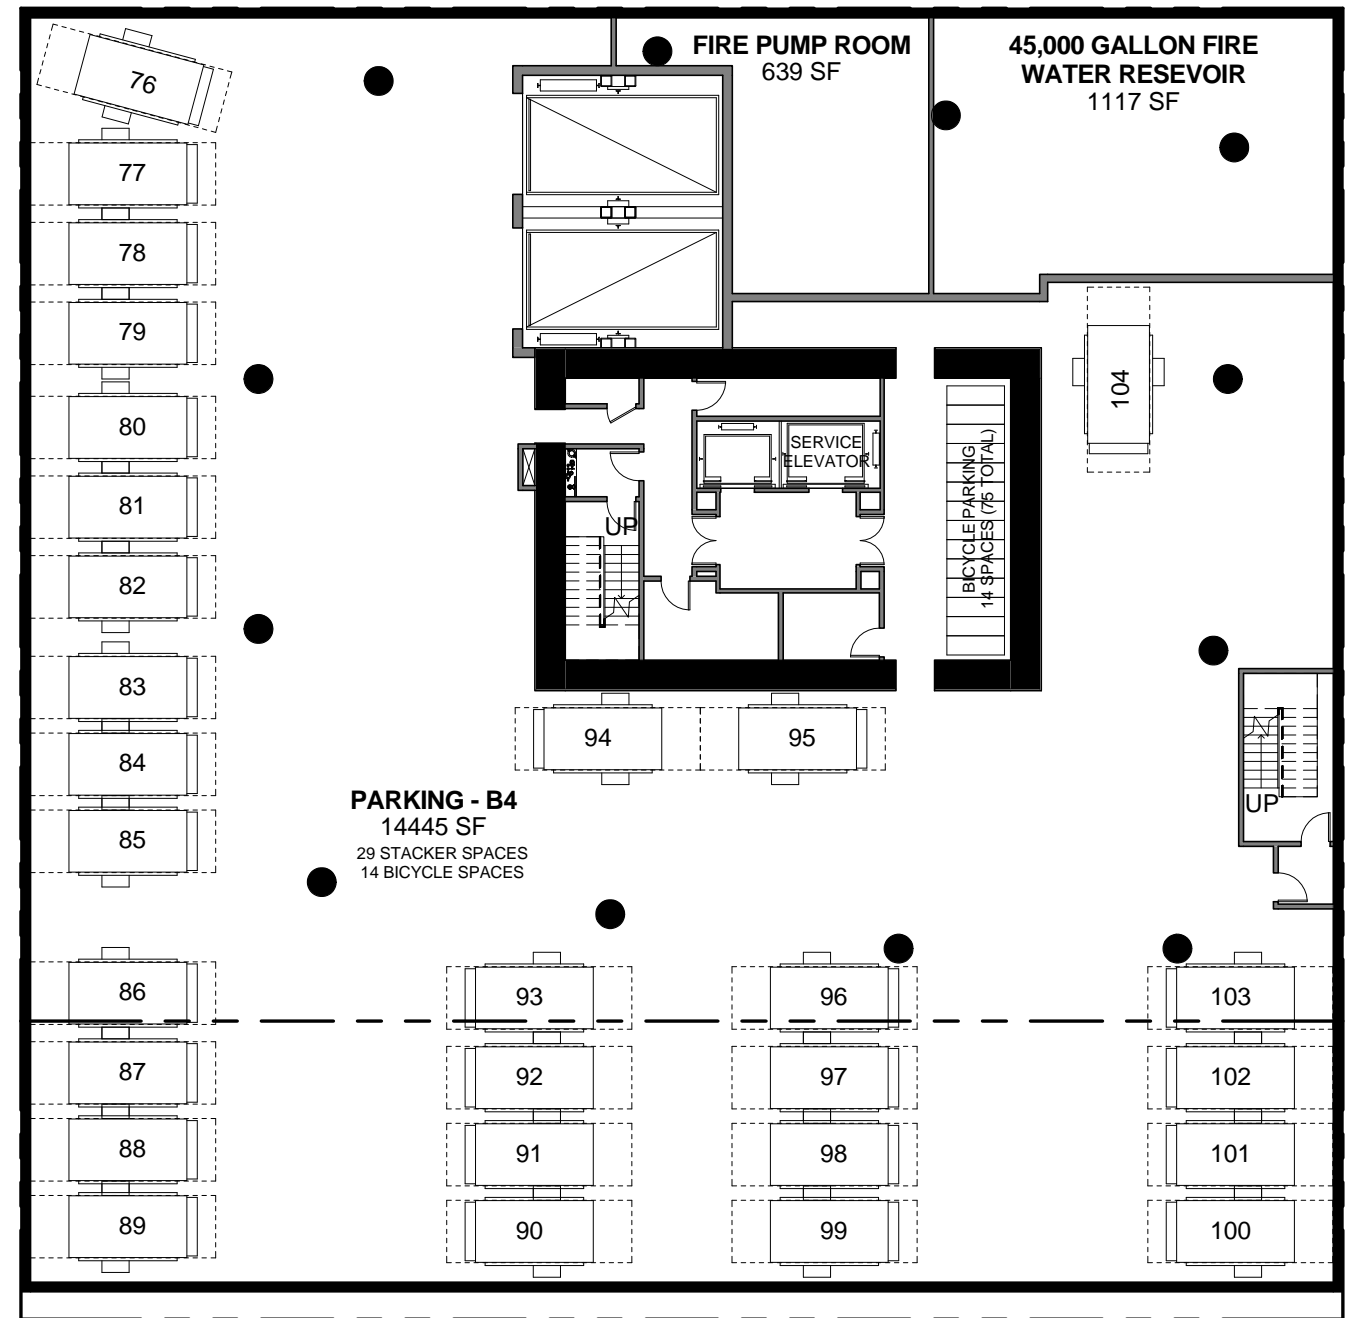 FIRE PUMP ROOM
639 SF
45,000 GALLON FIRE
WATER RESEVOIR
1117 SF
76
77
78
79
80
81
82
83
84
85
86
87
88
89
104
SERVICE
ELEVATOR
BICYCLE PARKING
14 SPACES (75 TOTAL)
UP
94
95
UP
PARKING - B4
14445 SF
29 STACKER SPACES
14 BICYCLE SPACES
93
92
91
90
96
97
98
99
103
102
101
100